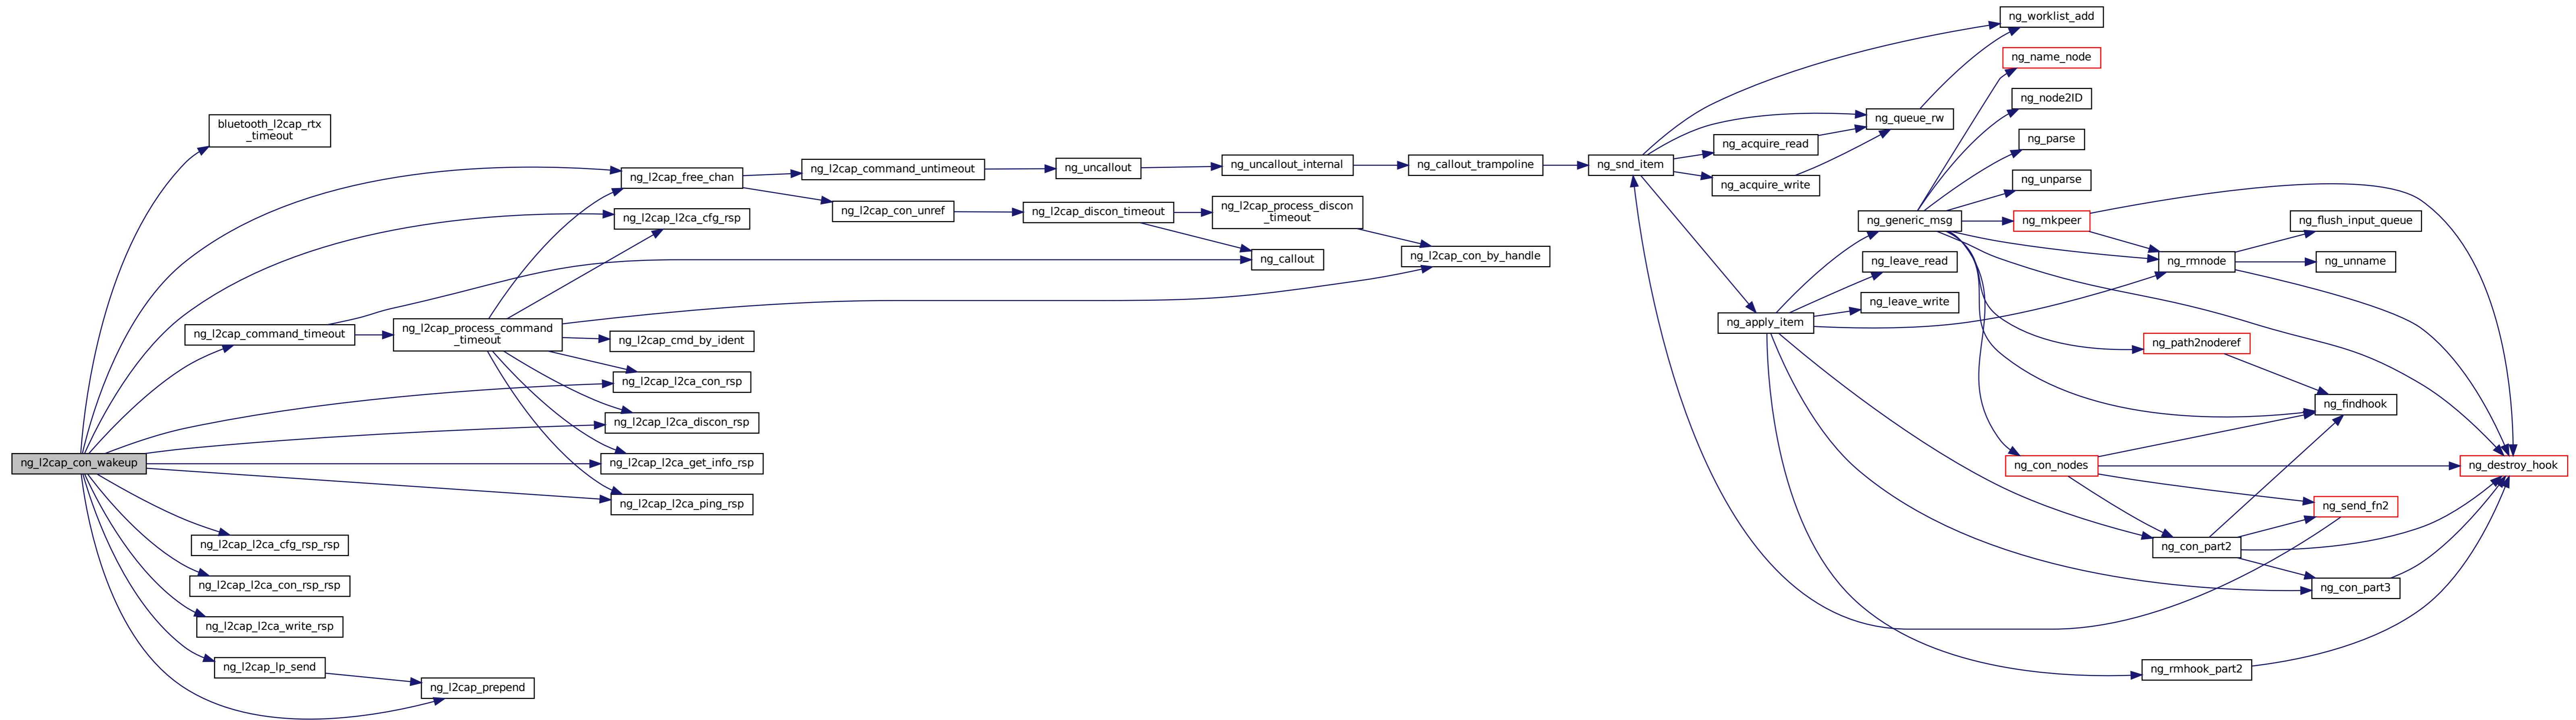 ng_l2cap_con_wakeup
bluetooth_l2cap_rtx
_timeout
ng_l2cap_command_timeout
ng_l2cap_l2ca_cfg_rsp_rsp
ng_l2cap_l2ca_con_rsp_rsp
ng_l2cap_l2ca_write_rsp
ng_l2cap_lp_send
ng_l2cap_process_command
_timeout
ng_l2cap_prepend
ng_l2cap_free_chan
ng_l2cap_l2ca_cfg_rsp
ng_l2cap_cmd_by_ident
ng_l2cap_l2ca_con_rsp
ng_l2cap_l2ca_discon_rsp
ng_l2cap_l2ca_get_info_rsp
ng_l2cap_l2ca_ping_rsp
ng_l2cap_command_untimeout
ng_l2cap_con_unref
ng_uncallout
ng_l2cap_discon_timeout
ng_uncallout_internal
ng_l2cap_process_discon
_timeout
ng_callout
ng_callout_trampoline
ng_l2cap_con_by_handle
ng_snd_item
ng_acquire_read
ng_acquire_write
ng_apply_item
ng_queue_rw
ng_generic_msg
ng_leave_read
ng_leave_write
ng_worklist_add
ng_name_node
ng_node2ID
ng_parse
ng_unparse
ng_mkpeer
ng_con_nodes
ng_rmnode
ng_path2noderef
ng_con_part2
ng_rmhook_part2
ng_flush_input_queue
ng_unname
ng_findhook
ng_send_fn2
ng_con_part3
ng_destroy_hook